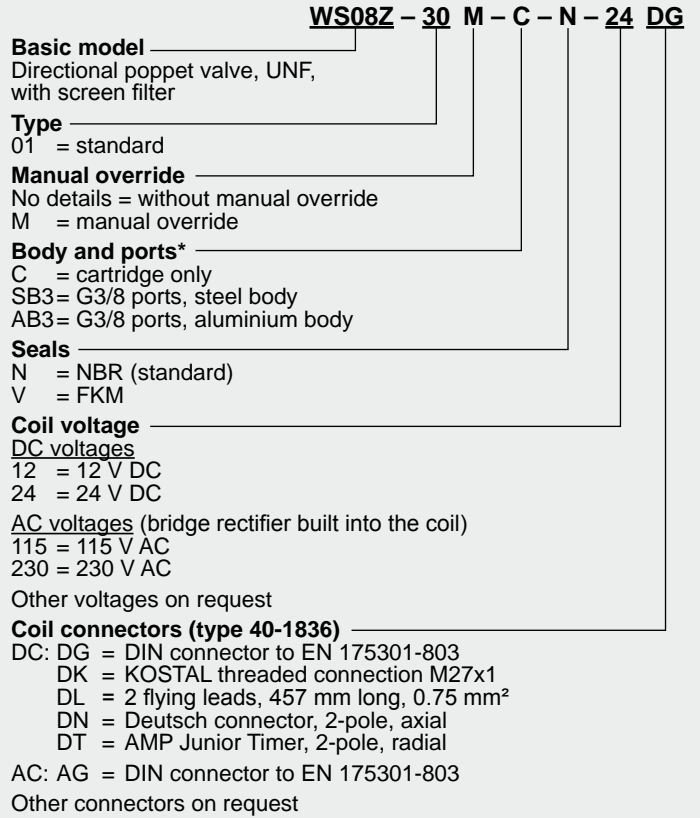 WS08Z – 30 M – C – N – 24 DG
Basic model
Directional poppet valve, UNF,
with screen filter
Type
01 = standard
Manual override
No details = without manual override
M = manual override
Body and ports*
C = cartridge only
SB3= G3/8 ports, steel body
AB3= G3/8 ports, aluminium body
Seals
N = NBR (standard)
V = FKM
Coil voltage
DC voltages
12 = 12 V DC
24 = 24 V DC
AC voltages (bridge rectifier built into the coil)
115 = 115 V AC
230 = 230 V AC
Other voltages on request
Coil connectors (type 40-1836)
DC: DG = DIN connector to EN 175301-803
DK = KOSTAL threaded connection M27x1
DL = 2 flying leads, 457 mm long, 0.75 mm²
DN = Deutsch connector, 2-pole, axial
DT = AMP Junior Timer, 2-pole, radial
AC: AG = DIN connector to EN 175301-803
Other connectors on request